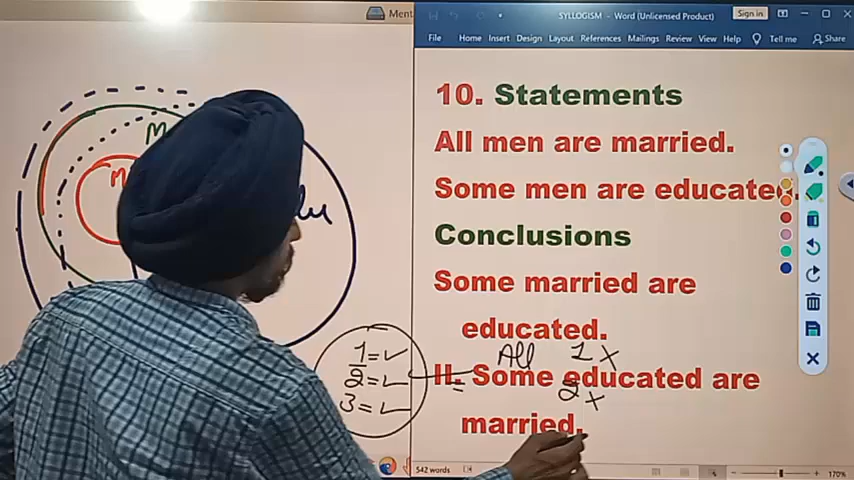 Ment
SYLLOGISM - Word (Unlicensed Product)
Sign in
File Home Insert Design Layout References Mailings Review View Help Tell me Share
10. Statements
All men are married.
Some men are educated.
Conclusions
Some married are
educated.
All 1 ×
II. Some educated are
2 ×
married.
1 = ✓
2 = ✓
3 = ✓
M
m
542 words
170%